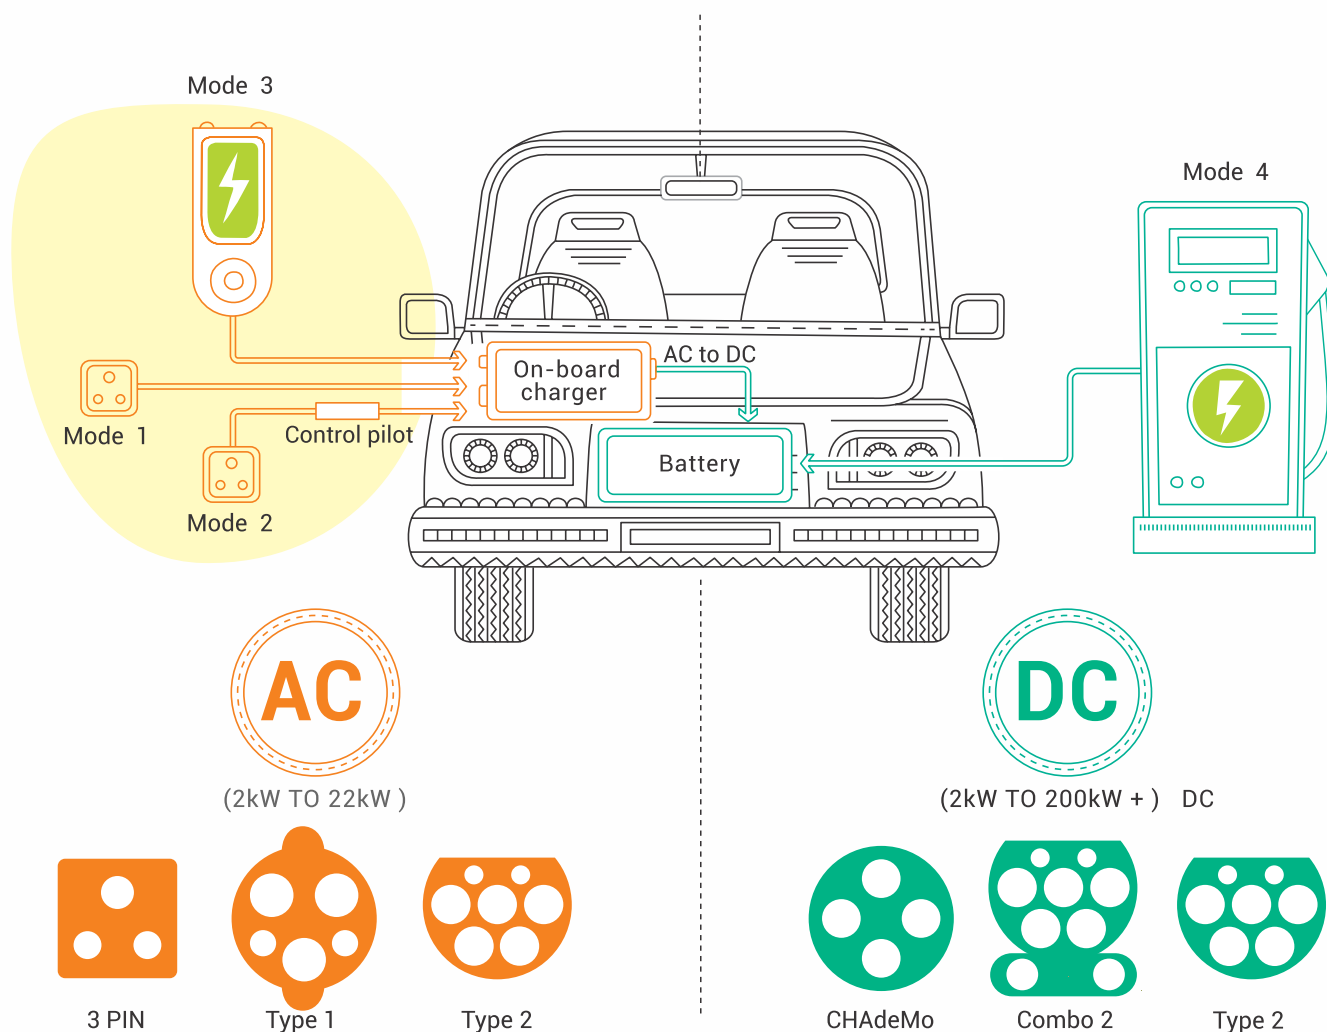 Mode 3
Mode 4
AC to DC
On-board
charger
Mode 1
Control pilot
Battery
Mode 2
AC
DC
(2kW TO 22kW )
(2kW TO 200kW + ) DC
3 PIN
Type 1
Type 2
CHAdeMo
Combo 2
Type 2